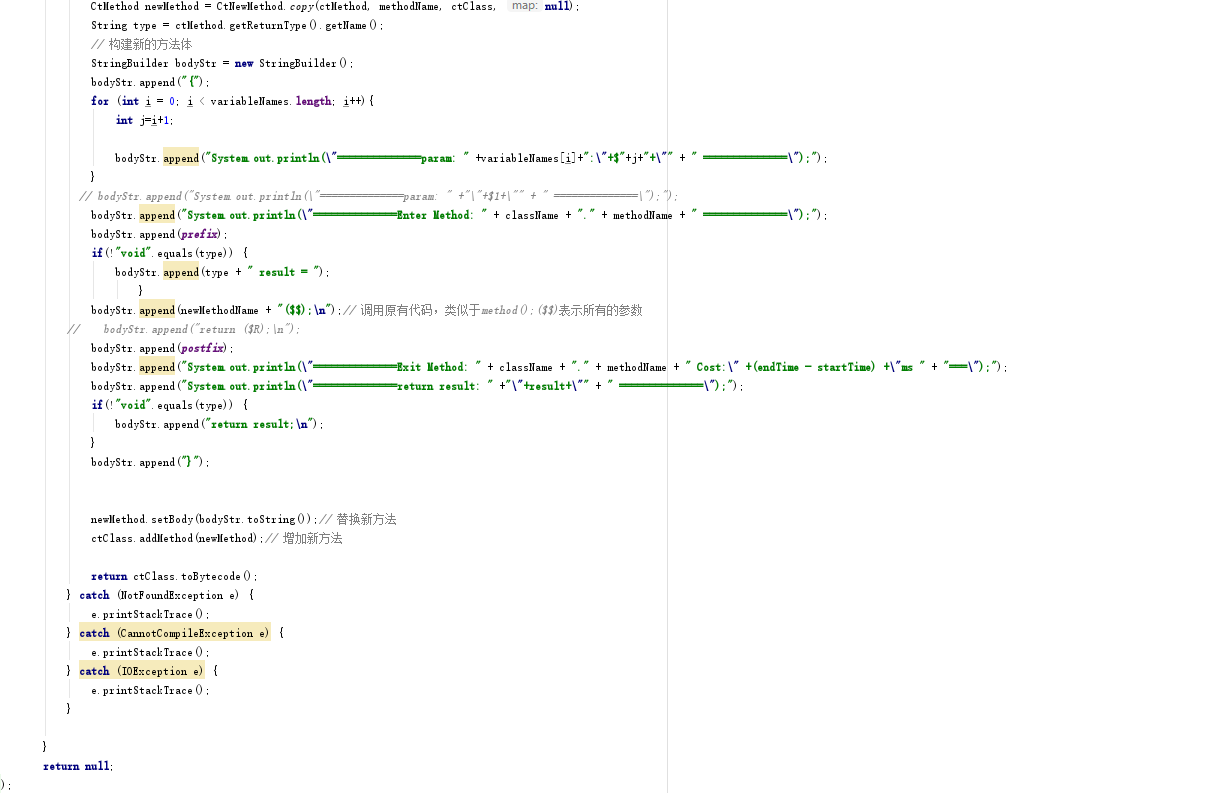 CtMethod newMethod = CtNewMethod.copy(ctMethod, methodName, ctClass, map: null);
String type = ctMethod.getReturnType().getName();
// 构建新的方法体
StringBuilder bodyStr = new StringBuilder();
bodyStr.append("{");
for (int i = 0; i < variableNames.length; i++){
int j=i+1;
bodyStr.append("System.out.println(\"==============param: " +variableNames[i]+":\"+$"+j+"+\"" + " ==============\");");
}
// bodyStr.append("System.out.println(\"==============param: " +"\"+$1+\"" + " ==============\");");
bodyStr.append("System.out.println(\"==============Enter Method: " + className + "." + methodName + " ==============\");");
bodyStr.append(prefix);
if(!"void".equals(type)) {
bodyStr.append(type + " result = ");
}
bodyStr.append(newMethodName + "($$);\n");// 调用原有代码，类似于method();($$)表示所有的参数
// bodyStr.append("return ($R);\n");
bodyStr.append(postfix);
bodyStr.append("System.out.println(\"==============Exit Method: " + className + "." + methodName + " Cost:\" +(endTime - startTime) +\"ms " + "===\");");
bodyStr.append("System.out.println(\"==============return result: " +"\"+result+\"" + " ==============\");");
if(!"void".equals(type)) {
bodyStr.append("return result;\n");
}
bodyStr.append("}");
newMethod.setBody(bodyStr.toString());// 替换新方法
ctClass.addMethod(newMethod);// 增加新方法
return ctClass.toBytecode();
} catch (NotFoundException e) {
e.printStackTrace();
} catch (CannotCompileException e) {
e.printStackTrace();
} catch (IOException e) {
e.printStackTrace();
}
}
return null;
);